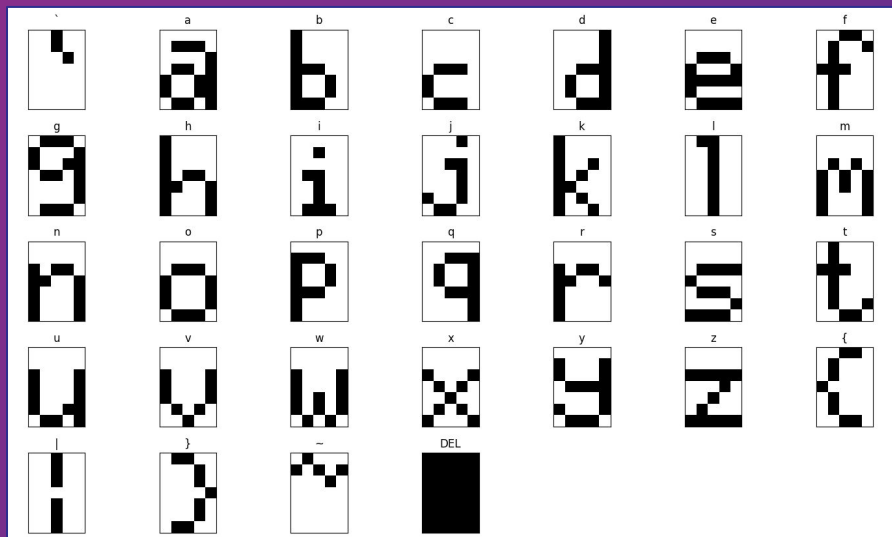 ` a b c d e f
g h i j k l m
n o p q r s t
u v w x y z {
| } ~ DEL